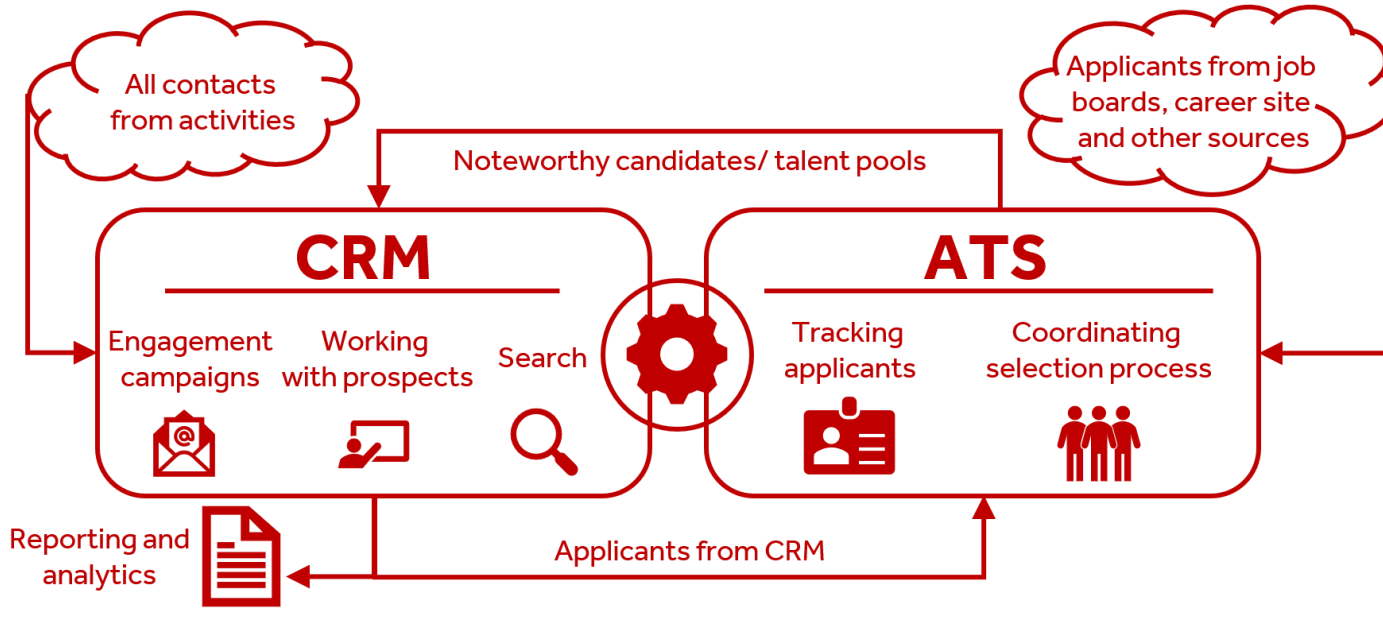 All contacts
from activities
Applicants from job
boards, career site
and other sources
Noteworthy candidates/ talent pools
CRM
Engagement
campaigns
Working
with prospects
Search
@
ATS
Tracking
applicants
Coordinating
selection process
Reporting and
analytics
Applicants from CRM